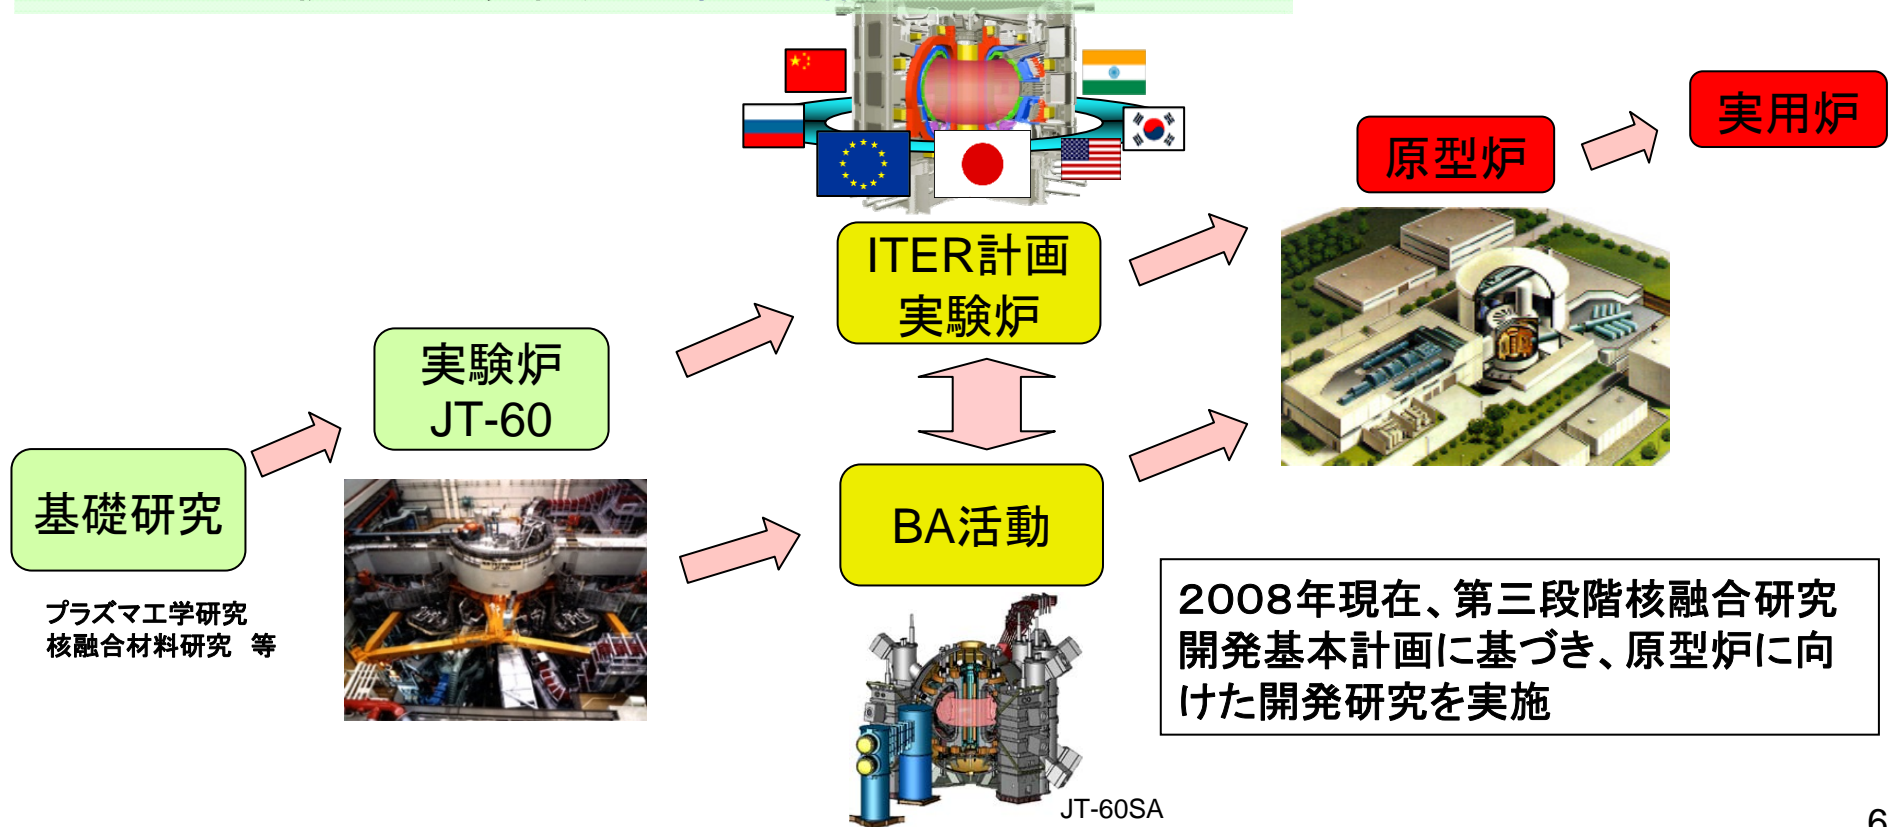 実用炉
原型炉
ITER計画
実験炉
実験炉
JT-60
基礎研究
BA活動
プラズマ工学研究
核融合材料研究 等
2008年現在、第三段階核融合研究
開発基本計画に基づき、原型炉に向
けた開発研究を実施
JT-60SA
6